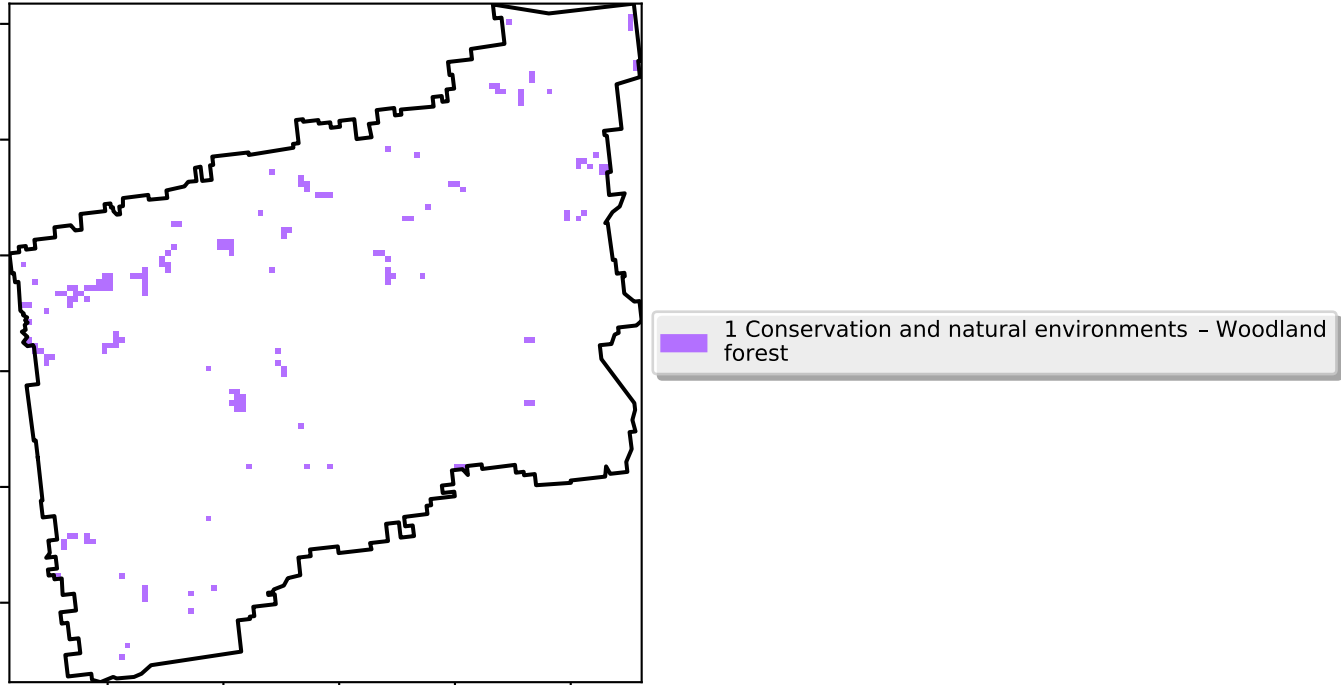 1 Conservation and natural environments – Woodland
forest